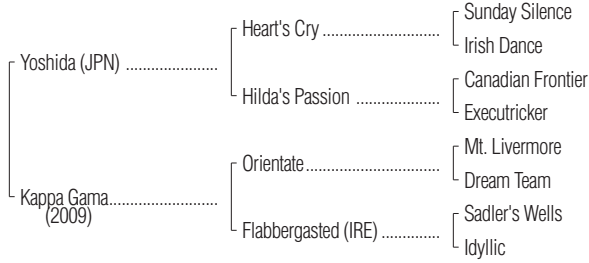 Sunday Silence
Heart's Cry
Irish Dance
Yoshida (JPN)
Canadian Frontier
Hilda's Passion
Executricker
Mt. Livermore
Orientate
Dream Team
Kappa Gama
(2009)
Sadler's Wells
Flabbergasted (IRE)
Idyllic